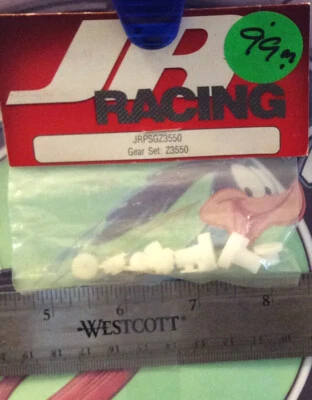 99¢
JR
RACING
JRPSGZ3550
Gear Set: Z3550
5 6 7 8
WESTCOTT®